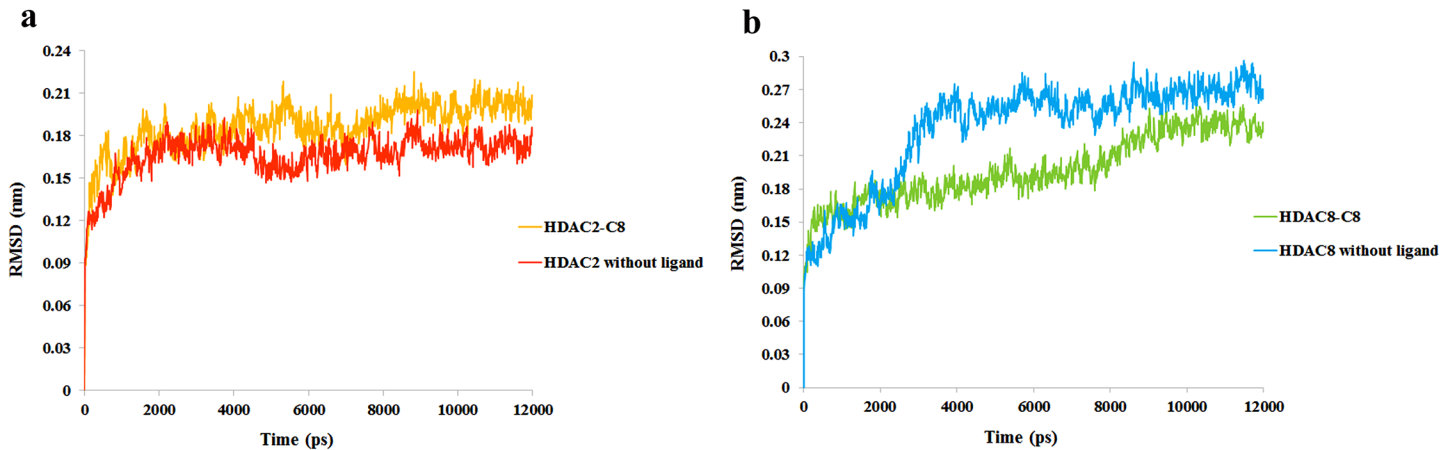 a
0.24
0.21
0.18
0.15
0.12
0.09
0.06
0.03
0
RMSD (nm)
0 2000 4000 6000 8000 10000 12000
Time (ps)
HDAC2-C8
HDAC2 without ligand
b
0.3
0.27
0.24
0.21
0.18
0.15
0.12
0.09
0.06
0.03
0
RMSD (nm)
0 2000 4000 6000 8000 10000 12000
Time (ps)
HDAC8-C8
HDAC8 without ligand